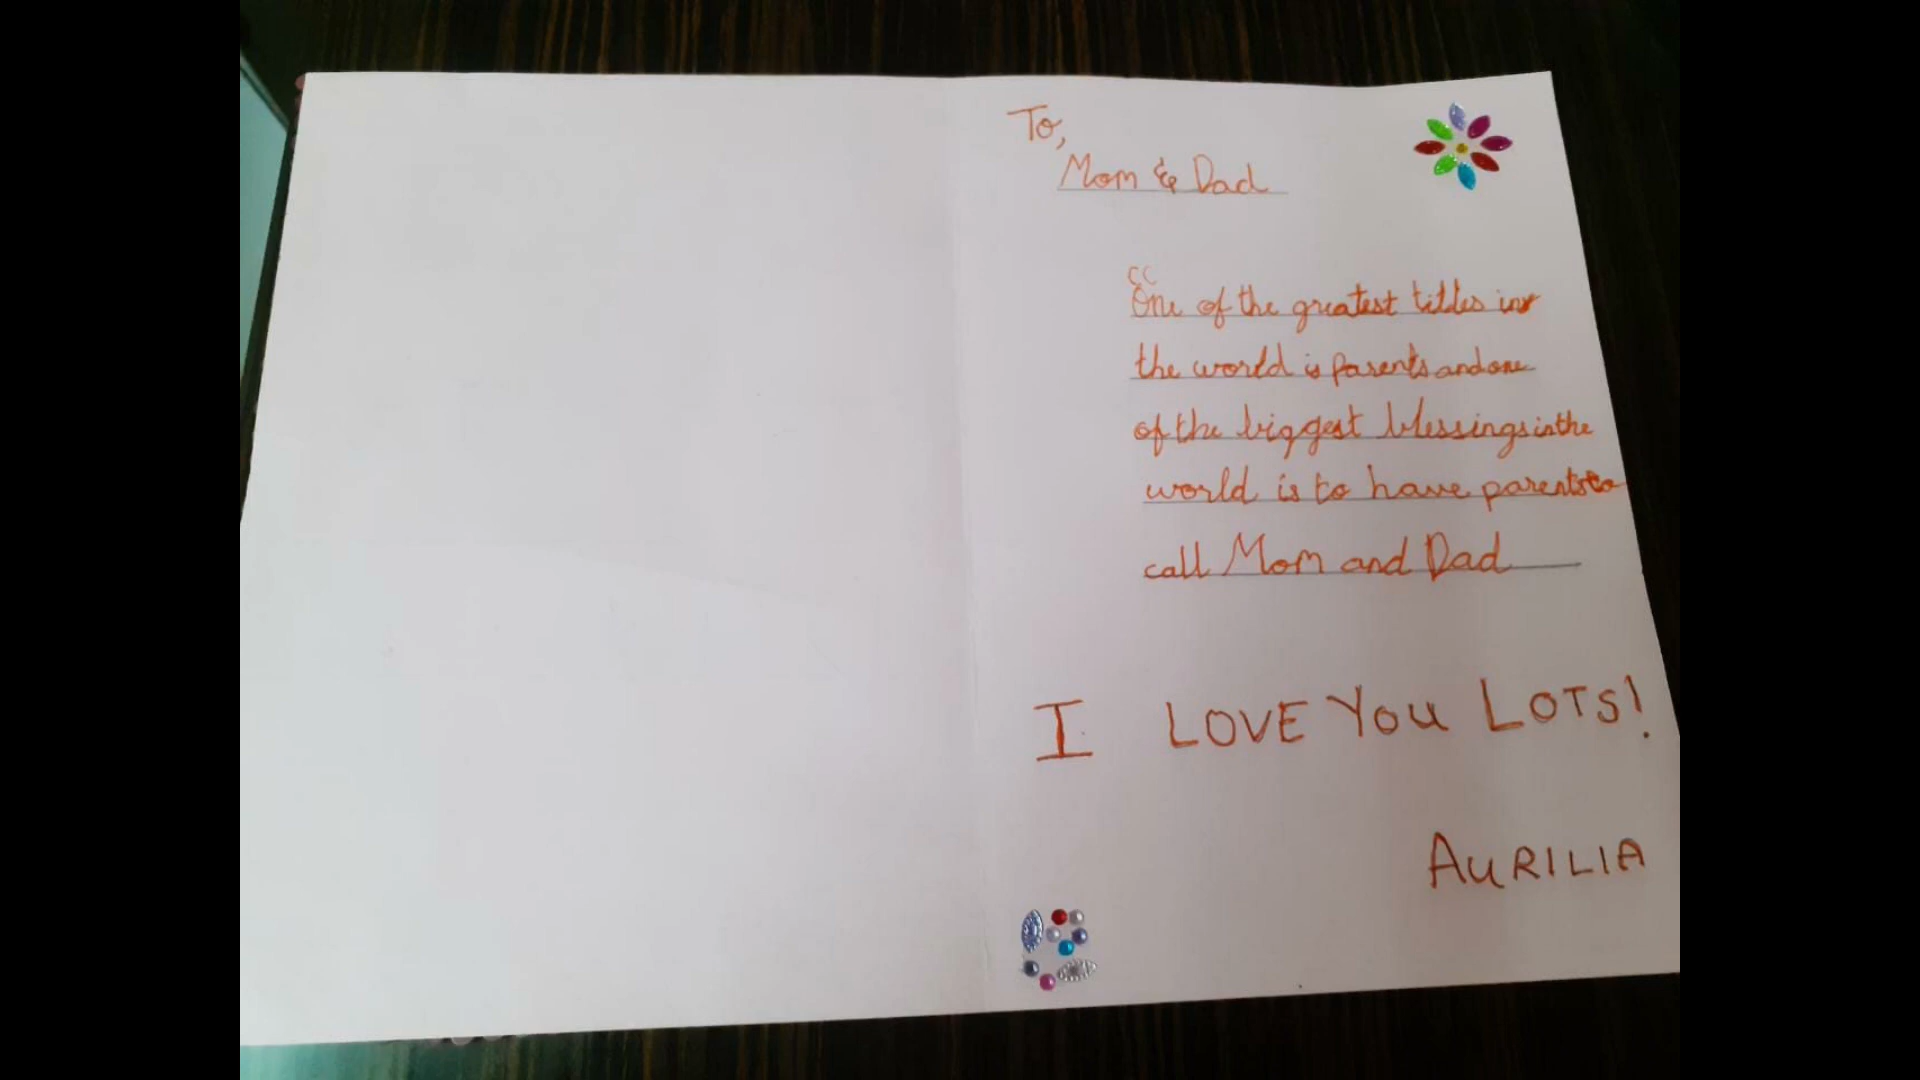 To,
Mom & Dad
“One of the greatest titles in
the world is parents and one
of the biggest blessings in the
world is to have parents to
call Mom and Dad
I LOVE YOU LOTS!
AURILIA